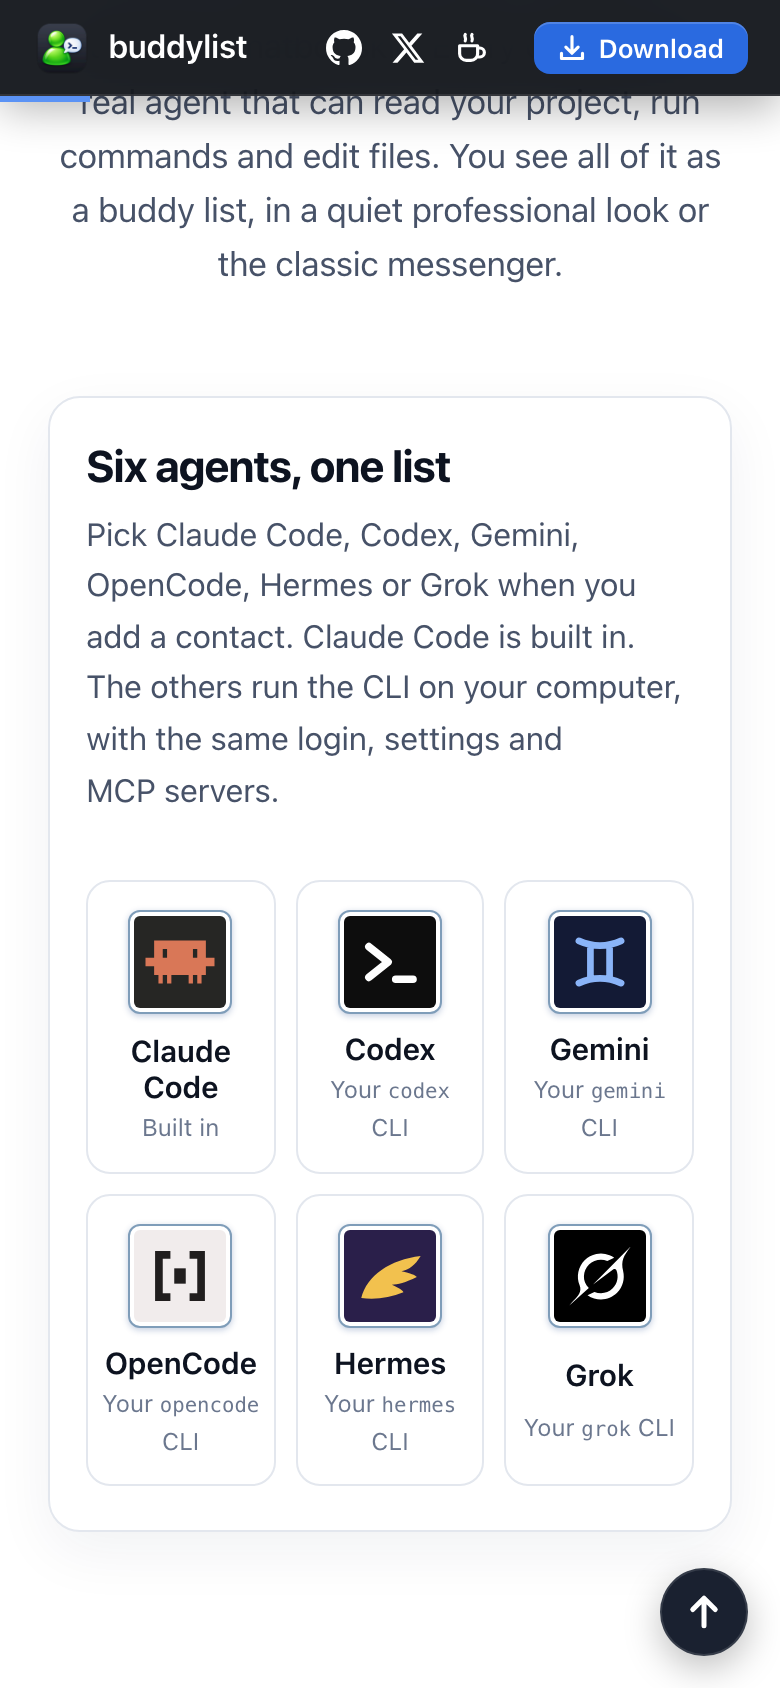 buddylist
Download
real agent that can read your project, run
commands and edit files. You see all of it as
a buddy list, in a quiet professional look or
the classic messenger.
Six agents, one list
Pick Claude Code, Codex, Gemini,
OpenCode, Hermes or Grok when you
add a contact. Claude Code is built in.
The others run the CLI on your computer,
with the same login, settings and
MCP servers.
Claude
Code
Built in
Codex
Your codex
CLI
Gemini
Your gemini
CLI
OpenCode
Your opencode
CLI
Hermes
Your hermes
CLI
Grok
Your grok CLI